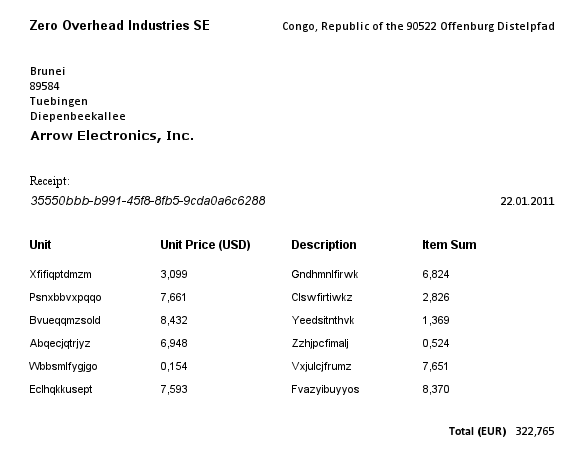 Zero Overhead Industries SE Congo, Republic of the 90522 Offenburg Distelpfad
Brunei
89584
Tuebingen
Diepenbeekallee
Arrow Electronics, Inc.
Receipt:
35550bbb-b991-45f8-8fb5-9cda0a6c6288 22.01.2011
Unit Unit Price (USD) Description Item Sum
Xfifiqptdmzm 3,099 Gndhmnlfirwk 6,824
Psnxbbvxpqqo 7,661 Clswfirtiwkz 2,826
Bvueqqmzsold 8,432 Yeedsitnthvk 1,369
Abqecjqtrjyz 6,948 Zzhjpcfimalj 0,524
Wbbsmlfygjgo 0,154 Vxjulcjfrumz 7,651
Eclhqkkusept 7,593 Fvazyibuyyos 8,370
Total (EUR) 322,765